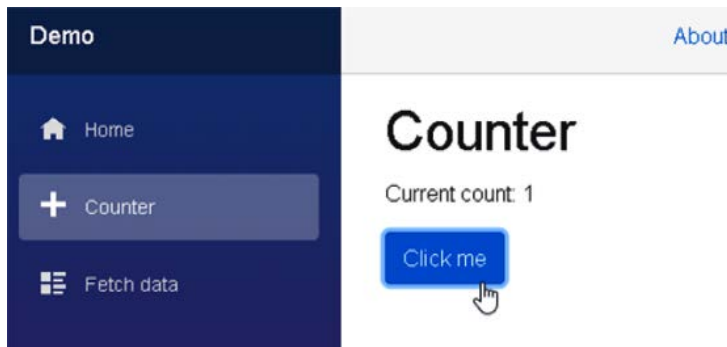 Demo
About
Home
Counter
Fetch data
Counter
Current count: 1
Click me